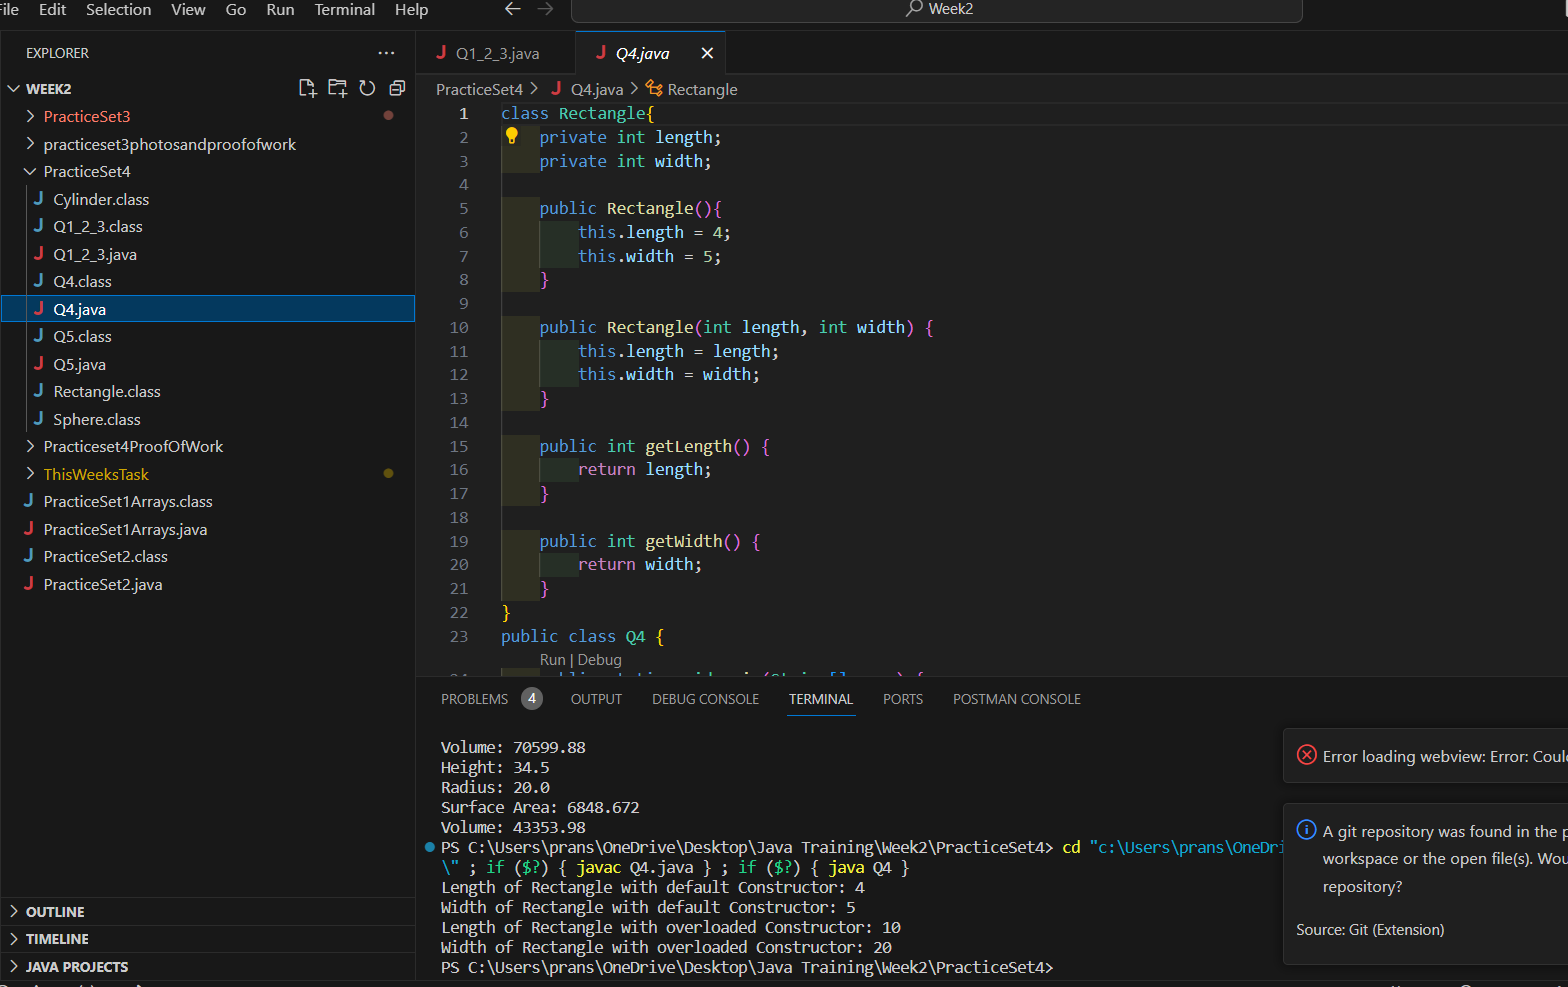 File Edit Selection View Go Run Terminal Help
Week2
EXPLORER
WEEK2
PracticeSet3
practiceset3photosandproofofwork
PracticeSet4
Cylinder.class
Q1_2_3.class
Q1_2_3.java
Q4.class
Q4.java
Q5.class
Q5.java
Rectangle.class
Sphere.class
Practiceset4ProofOfWork
ThisWeeksTask
PracticeSet1Arrays.class
PracticeSet1Arrays.java
PracticeSet2.class
PracticeSet2.java
OUTLINE
TIMELINE
JAVA PROJECTS
Q1_2_3.java Q4.java
PracticeSet4 > Q4.java > Rectangle
1 class Rectangle{
2 private int length;
3 private int width;
4
5 public Rectangle(){
6 this.length = 4;
7 this.width = 5;
8 }
9
10 public Rectangle(int length, int width) {
11 this.length = length;
12 this.width = width;
13 }
14
15 public int getLength() {
16 return length;
17 }
18
19 public int getWidth() {
20 return width;
21 }
22 }
23 public class Q4 {
Run | Debug
PROBLEMS 4 OUTPUT DEBUG CONSOLE TERMINAL PORTS POSTMAN CONSOLE
Volume: 70599.88
Height: 34.5
Radius: 20.0
Surface Area: 6848.672
Volume: 43353.98
PS C:\Users\prans\OneDrive\Desktop\Java Training\Week2\PracticeSet4> cd "c:\Users\prans\OneDri
\" ; if ($?) { javac Q4.java } ; if ($?) { java Q4 }
Length of Rectangle with default Constructor: 4
Width of Rectangle with default Constructor: 5
Length of Rectangle with overloaded Constructor: 10
Width of Rectangle with overloaded Constructor: 20
PS C:\Users\prans\OneDrive\Desktop\Java Training\Week2\PracticeSet4>
Error loading webview: Error: Coul
A git repository was found in the p
workspace or the open file(s). Wou
repository?
Source: Git (Extension)